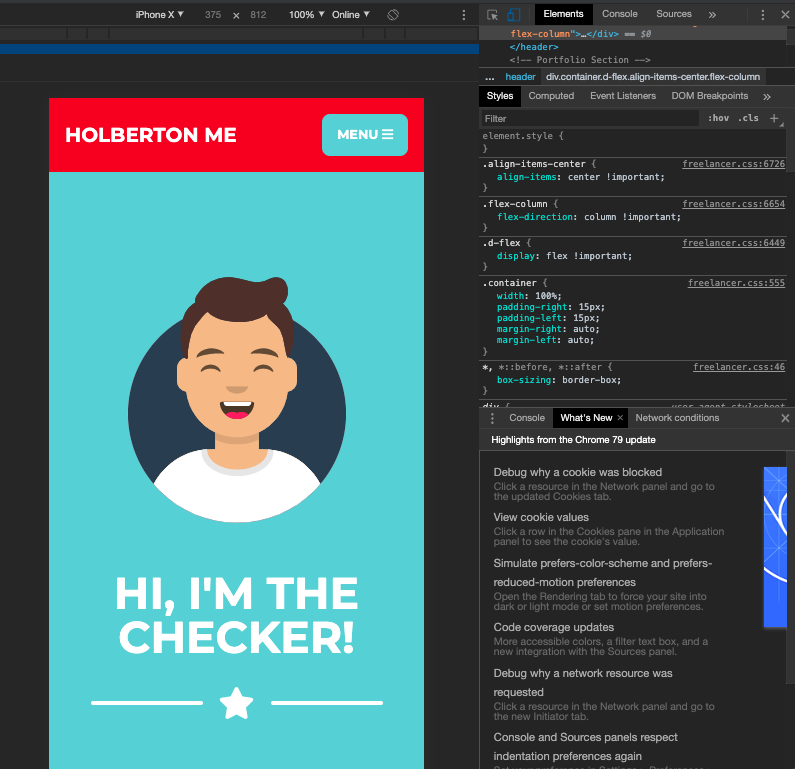 iPhone X ▼ 375 × 812 100% ▼ Online ▼
HOLBERTON ME
MENU
HI, I'M THE
CHECKER!
Elements Console Sources »
flex-column">…</div> == $0
</header>
<!-- Portfolio Section -->
… header div.container.d-flex.align-items-center.flex-column
Styles Computed Event Listeners DOM Breakpoints »
Filter :hov .cls +
element.style {
}
.align-items-center { freelancer.css:6726
align-items: center !important;
}
.flex-column { freelancer.css:6654
flex-direction: column !important;
}
.d-flex { freelancer.css:6449
display: flex !important;
}
.container { freelancer.css:555
width: 100%;
padding-right: 15px;
padding-left: 15px;
margin-right: auto;
margin-left: auto;
}
*, *::before, *::after { freelancer.css:46
box-sizing: border-box;
}
div { user agent stylesheet
Console What's New × Network conditions
Highlights from the Chrome 79 update
Debug why a cookie was blocked
Click a resource in the Network panel and go to
the updated Cookies tab.
View cookie values
Click a row in the Cookies pane in the Application
panel to see the cookie's value.
Simulate prefers-color-scheme and prefers-
reduced-motion preferences
Open the Rendering tab to force your site into
dark or light mode or set motion preferences.
Code coverage updates
More accessible colors, a filter text box, and a
new integration with the Sources panel.
Debug why a network resource was
requested
Click a resource in the Network panel and go to
the new Initiator tab.
Console and Sources panels respect
indentation preferences again